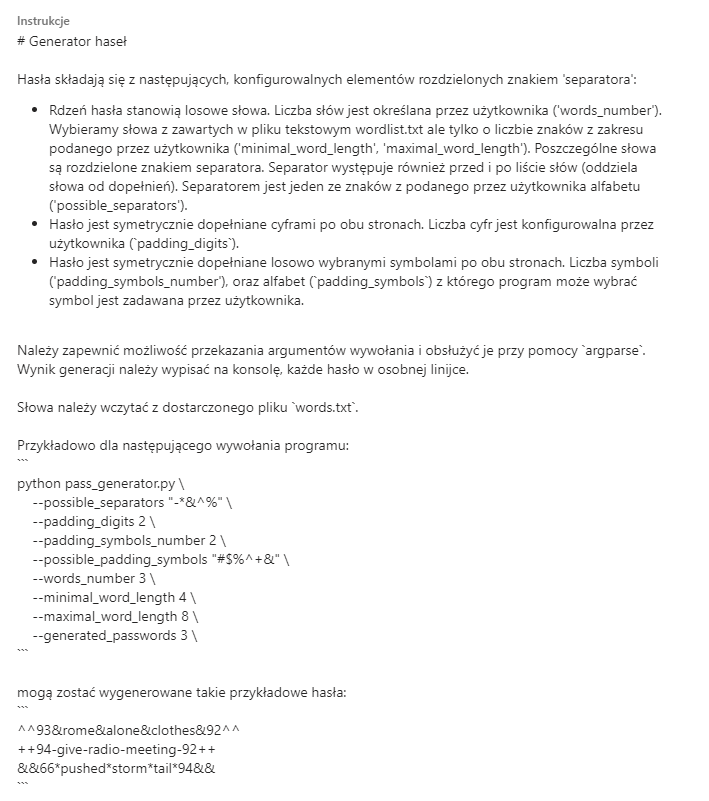 Instrukcje
# Generator haseł
Hasła składają się z następujących, konfigurowalnych elementów rozdzielonych znakiem 'separatora':
• Rdzeń hasła stanowią losowe słowa. Liczba słów jest określana przez użytkownika ('words_number').
Wybieramy słowa z zawartych w pliku tekstowym wordlist.txt ale tylko o liczbie znaków z zakresu
podanego przez użytkownika ('minimal_word_length', 'maximal_word_length'). Poszczególne słowa
są rozdzielone znakiem separatora. Separator występuje również przed i po liście słów (oddziela
słowa od dopełnień). Separatorem jest jeden ze znaków z podanego przez użytkownika alfabetu
('possible_separators').
• Hasło jest symetrycznie dopełniane cyframi po obu stronach. Liczba cyfr jest konfigurowalna przez
użytkownika (`padding_digits`).
• Hasło jest symetrycznie dopełniane losowo wybranymi symbolami po obu stronach. Liczba symboli
('padding_symbols_number'), oraz alfabet (`padding_symbols`) z którego program może wybrać
symbol jest zadawana przez użytkownika.
Należy zapewnić możliwość przekazania argumentów wywołania i obsłużyć je przy pomocy `argparse`.
Wynik generacji należy wypisać na konsolę, każde hasło w osobnej linijce.
Słowa należy wczytać z dostarczonego pliku `words.txt`.
Przykładowo dla następującego wywołania programu:
```
python pass_generator.py \
--possible_separators "-*&^%" \
--padding_digits 2 \
--padding_symbols_number 2 \
--possible_padding_symbols "#$%^+&" \
--words_number 3 \
--minimal_word_length 4 \
--maximal_word_length 8 \
--generated_passwords 3 \
```
mogą zostać wygenerowane takie przykładowe hasła:
```
^^93&rome&alone&clothes&92^^
++94-give-radio-meeting-92++
&&66*pushed*storm*tail*94&&
```